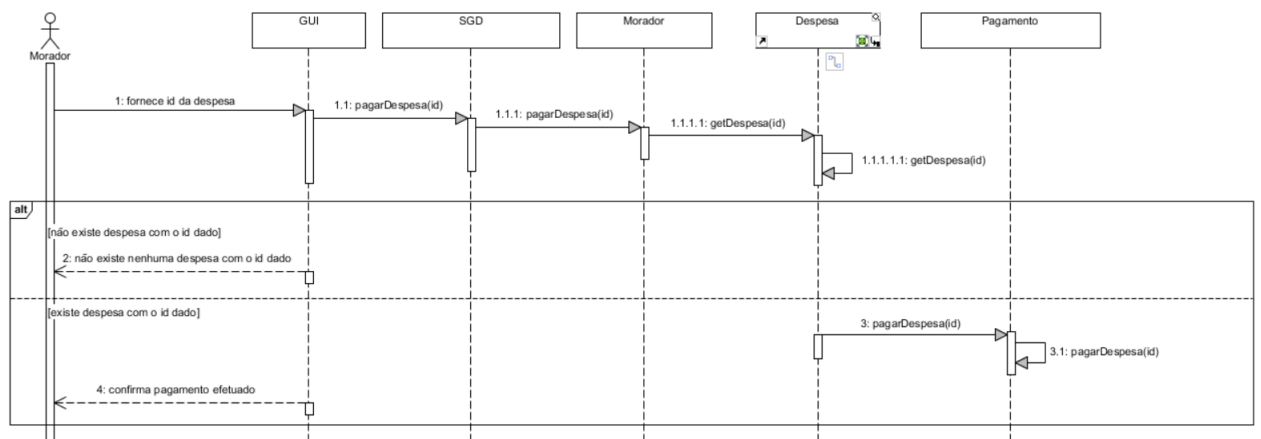 GUI
SGD
Morador
Despesa
Pagamento
Morador
1: fornece id da despesa
1.1: pagarDespesa(id)
1.1.1: pagarDespesa(id)
1.1.1.1: getDespesa(id)
1.1.1.1.1: getDespesa(id)
alt
[não existe despesa com o id dado]
2: não existe nenhuma despesa com o id dado
[existe despesa com o id dado]
3: pagarDespesa(id)
3.1: pagarDespesa(id)
4: confirma pagamento efetuado